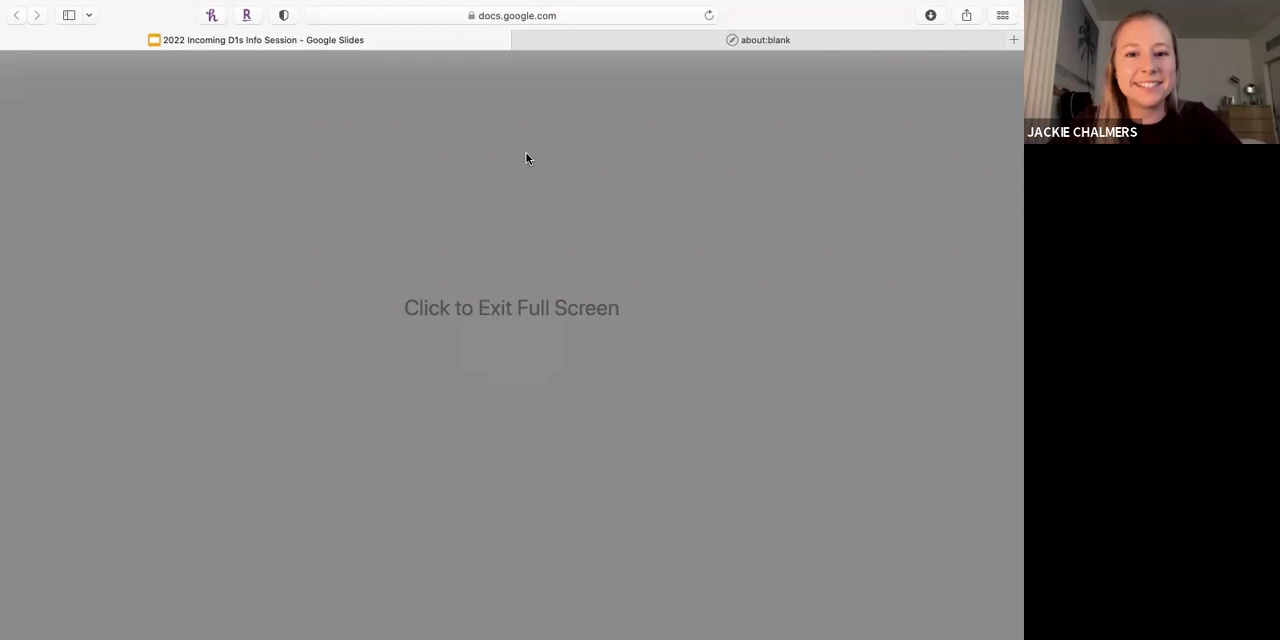 docs.google.com
2022 Incoming D1s Info Session - Google Slides
about:blank
JACKIE CHALMERS
Click to Exit Full Screen